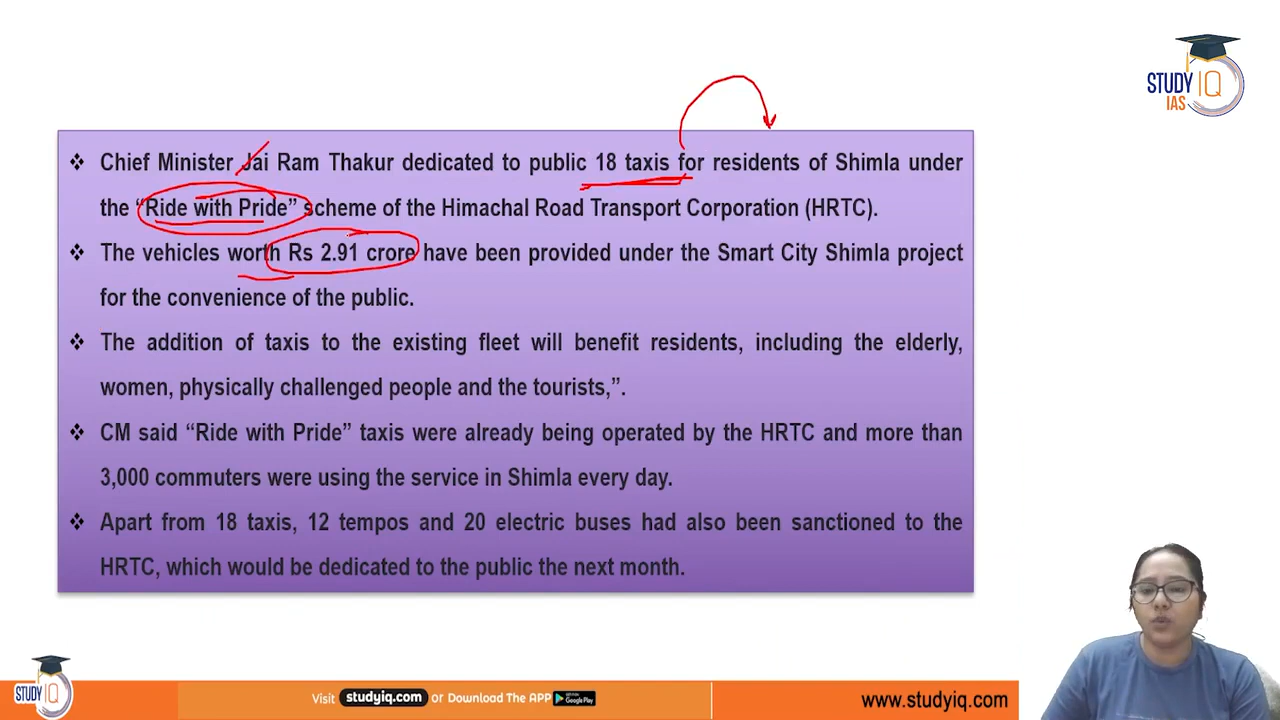 STUDY IQ
IAS
❖ Chief Minister Jai Ram Thakur dedicated to public 18 taxis for residents of Shimla under
the “Ride with Pride” scheme of the Himachal Road Transport Corporation (HRTC).
❖ The vehicles worth Rs 2.91 crore have been provided under the Smart City Shimla project
for the convenience of the public.
❖ The addition of taxis to the existing fleet will benefit residents, including the elderly,
women, physically challenged people and the tourists,”.
❖ CM said “Ride with Pride” taxis were already being operated by the HRTC and more than
3,000 commuters were using the service in Shimla every day.
❖ Apart from 18 taxis, 12 tempos and 20 electric buses had also been sanctioned to the
HRTC, which would be dedicated to the public the next month.
STUDY IQ
Visit studyiq.com or Download The APP Google Play
www.studyiq.com